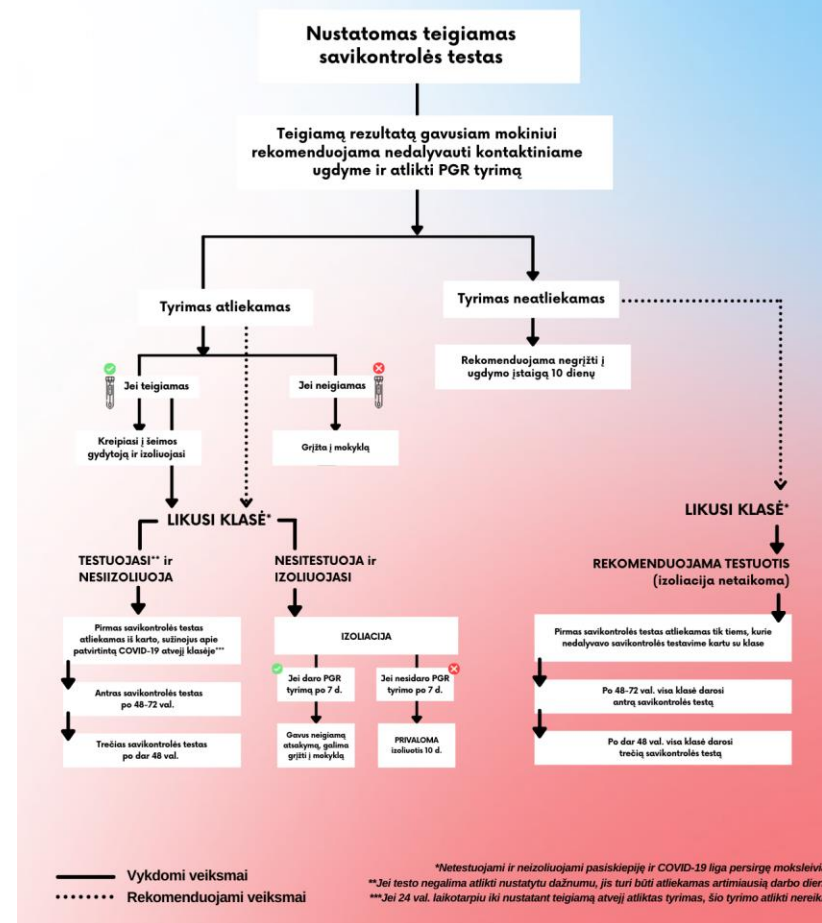 Nustatomas teigiamas
savikontrolės testas
Teigiamą rezultatą gavusiam mokiniui
rekomenduojama nedalyvauti kontaktiniame
ugdyme ir atlikti PGR tyrimą
Tyrimas atliekamas
Tyrimas neatliekamas
Jei teigiamas
Jei neigiamas
Rekomenduojama negrįžti į
ugdymo įstaigą 10 dienų
Kreipiasi į šeimos
gydytoją ir izoliuojasi
Grįžta į mokyklą
LIKUSI KLASĖ*
LIKUSI KLASĖ*
TESTUOJASI** ir
NESIIZOLIUOJA
NESITESTUOJA ir
IZOLIUOJASI
REKOMENDUOJAMA TESTUOTIS
(izoliacija netaikoma)
Pirmas savikontrolės testas
atliekamas iš karto, sužinojus apie
patvirtintą COVID-19 atvejį klasėje***
Antras savikontrolės testas
po 48-72 val.
Trečias savikontrolės testas
po dar 48 val.
IZOLIACIJA
Jei daro PGR
tyrimą po 7 d.
Jei nesidaro PGR
tyrimo po 7 d.
Gavus neigiamą
atsakymą, galima
grįžti į mokyklą
PRIVALOMA
izoliuotis 10 d.
Pirmas savikontrolės testas atliekamas tik tiems, kurie
nedalyvavo savikontrolės testavime kartu su klase
Po 48-72 val. visa klasė darosi
antrą savikontrolės testą
Po dar 48 val. visa klasė darosi
trečią savikontrolės testą
Vykdomi veiksmai
Rekomenduojami veiksmai
*Netestuojami ir neizoliuojami pasiskiepiję ir COVID-19 liga persirgę moksleiviai
**Jei testo negalima atlikti nustatytu dažnumu, jis turi būti atliekamas artimiausią darbo dien
***Jei 24 val. laikotarpiu iki nustatant teigiamą atvejį atliktas tyrimas, šio tyrimo atlikti nereik